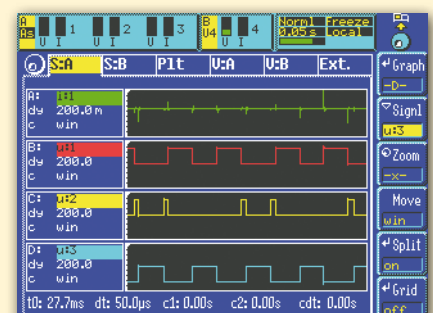 A As U I 1 U I 2 U I 3 B U4 U I 4 Norml Freeze
0.05s Local
S:A S:B Plt U:A U:B Ext.
Graph
-D-
Signl
u:3
Zoom
-x-
Move
win
Split
on
Grid
off
A: i:1
dy 200.0m
c win
B: u:1
dy 200.0
c win
C: u:2
dy 200.0
c win
D: u:3
dy 200.0
c win
t0: 27.7ms dt: 50.0µs c1: 0.00s c2: 0.00s cdt: 0.00s